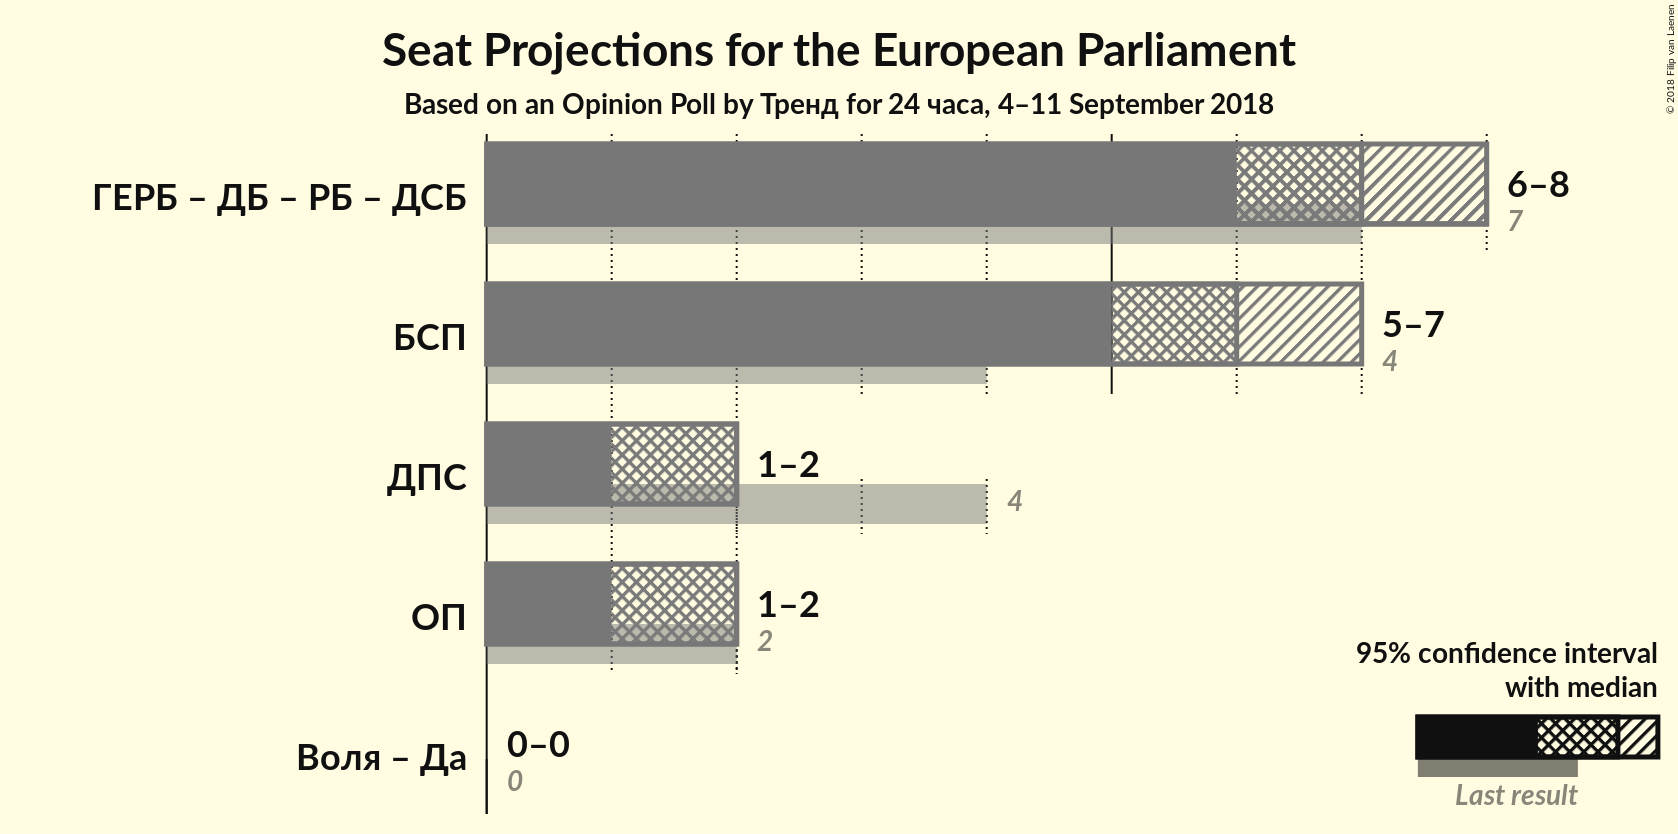 Seat Projections for the European Parliament
Based on an Opinion Poll by Тренд for 24 часа, 4–11 September 2018
© 2018 Filip van Laenen
ГЕРБ – ДБ – РБ – ДСБ
6–8
7
БСП
5–7
4
ДПС
1–2
4
ОП
1–2
2
Воля – Да
0–0
0
95% confidence interval
with median
Last result